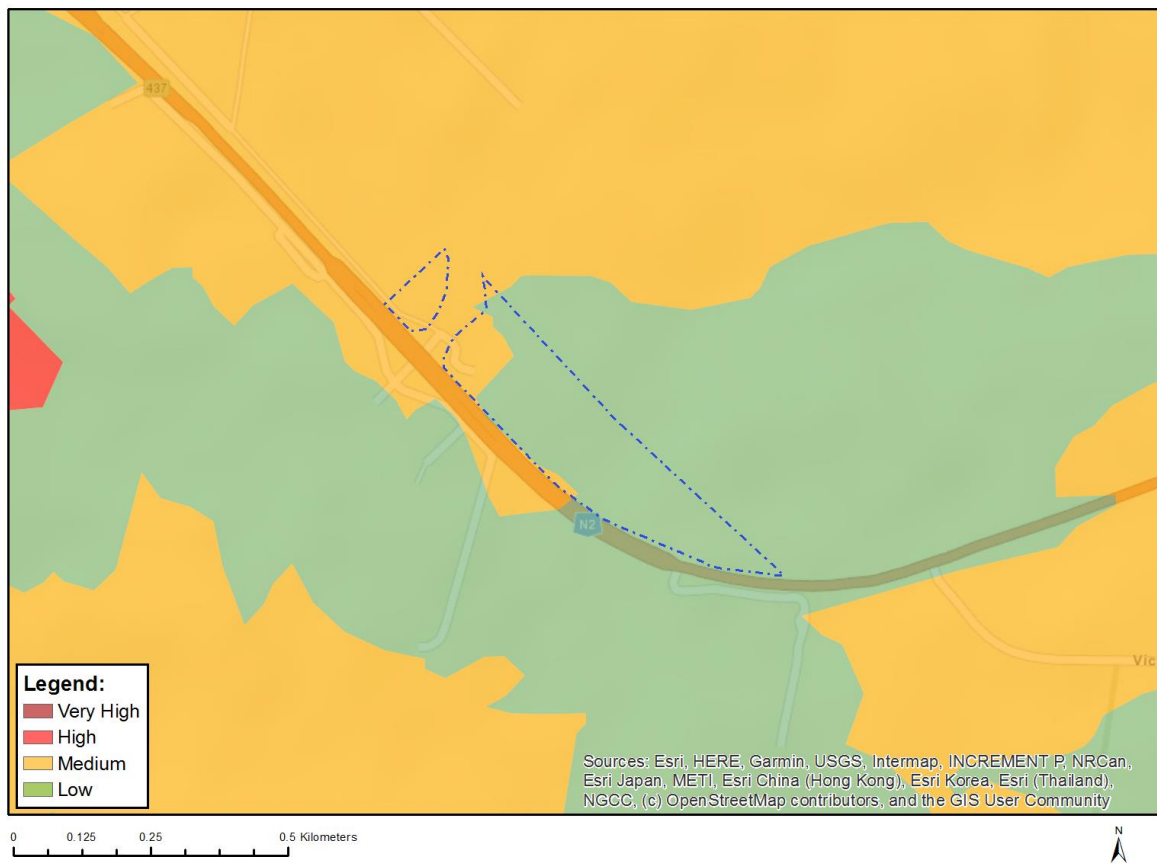 437
N2
Vic
Legend:
Very High
High
Medium
Low
Sources: Esri, HERE, Garmin, USGS, Intermap, INCREMENT P, NRCan,
Esri Japan, METI, Esri China (Hong Kong), Esri Korea, Esri (Thailand),
NGCC, (c) OpenStreetMap contributors, and the GIS User Community
0 0.125 0.25 0.5 Kilometers
N